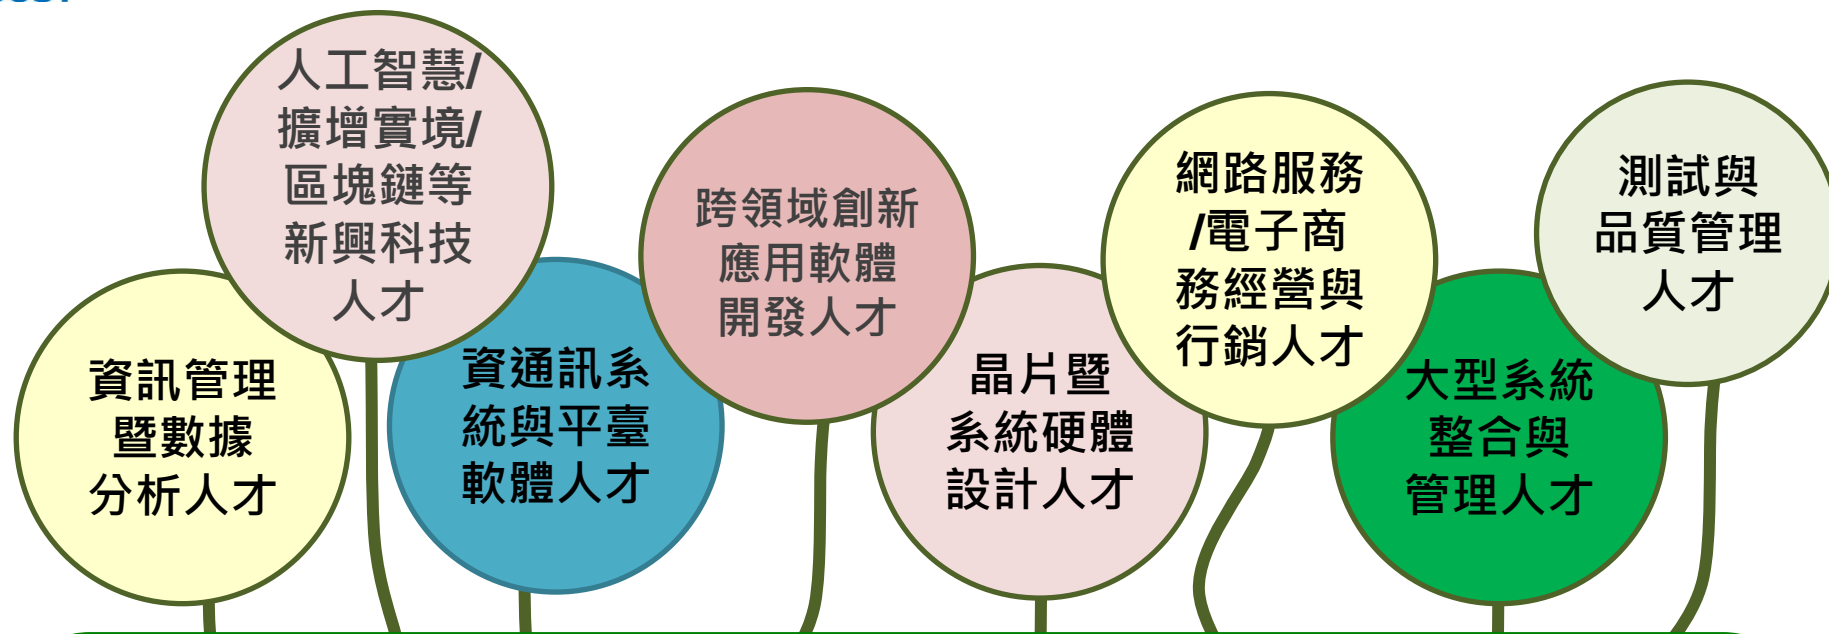 人工智慧/
擴增實境/
區塊鏈等
新興科技
人才
跨領域創新
應用軟體
開發人才
網路服務
/電子商
務經營與
行銷人才
測試與
品質管理
人才
資訊管理
暨數據
分析人才
資通訊系
統與平臺
軟體人才
晶片暨
系統硬體
設計人才
大型系統
整合與
管理人才